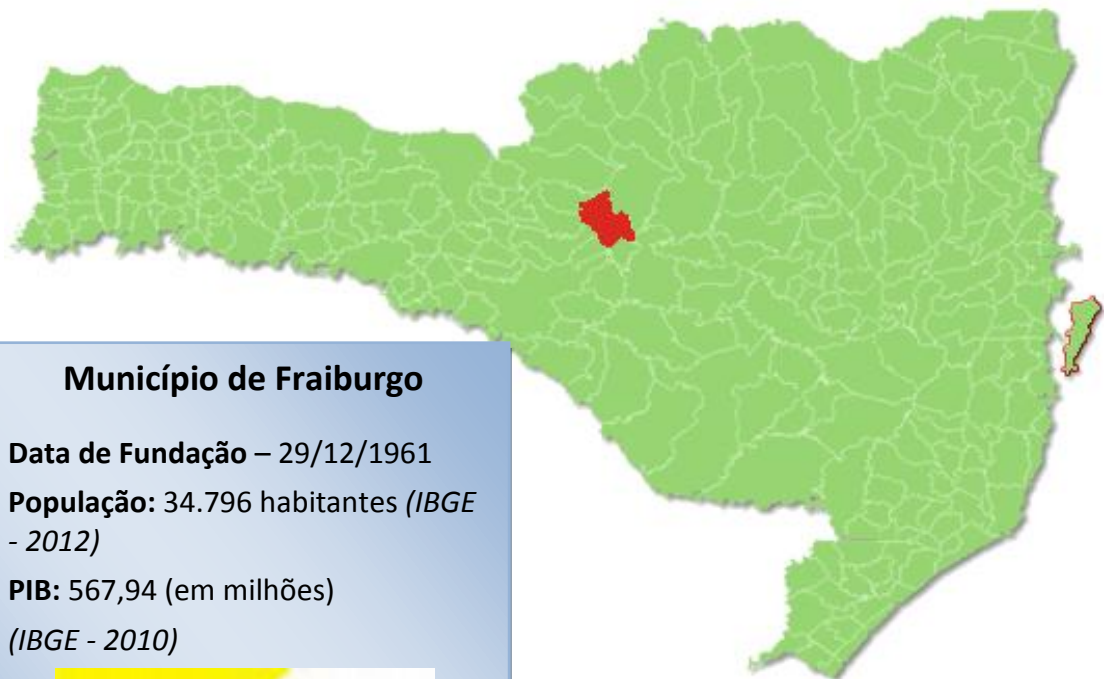 Município de Fraiburgo
Data de Fundação – 29/12/1961
População: 34.796 habitantes (IBGE
- 2012)
PIB: 567,94 (em milhões)
(IBGE - 2010)